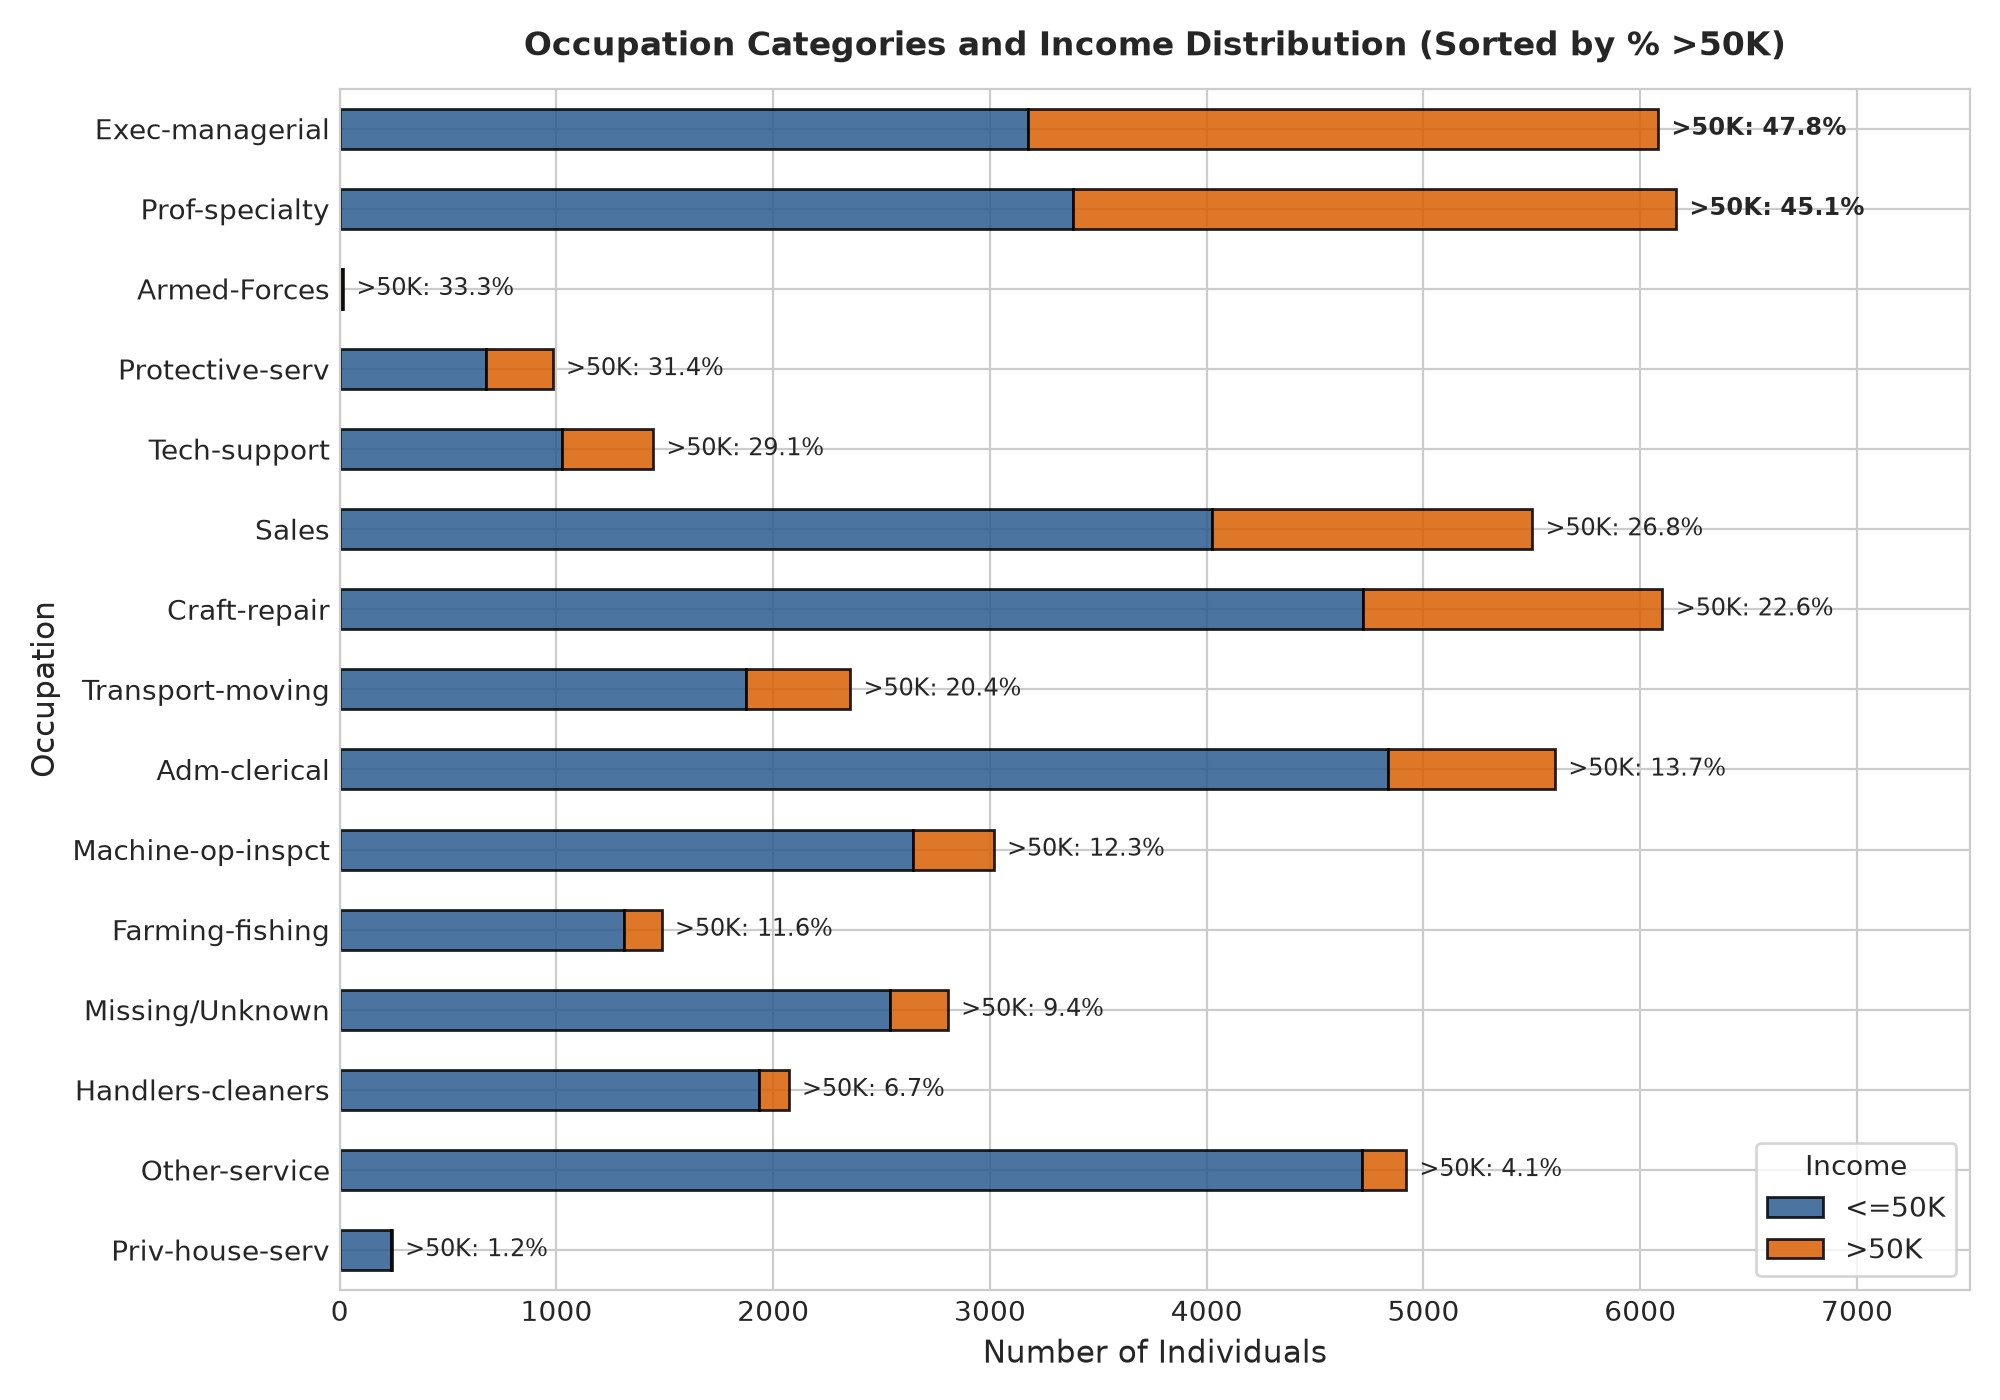 Occupation Categories and Income Distribution (Sorted by % >50K)
Exec-managerial >50K: 47.8%
Prof-specialty >50K: 45.1%
Armed-Forces >50K: 33.3%
Protective-serv >50K: 31.4%
Tech-support >50K: 29.1%
Sales >50K: 26.8%
Craft-repair >50K: 22.6%
Transport-moving >50K: 20.4%
Adm-clerical >50K: 13.7%
Machine-op-inspct >50K: 12.3%
Farming-fishing >50K: 11.6%
Missing/Unknown >50K: 9.4%
Handlers-cleaners >50K: 6.7%
Other-service >50K: 4.1%
Priv-house-serv >50K: 1.2%
Occupation
Income
<=50K
>50K
0 1000 2000 3000 4000 5000 6000 7000
Number of Individuals